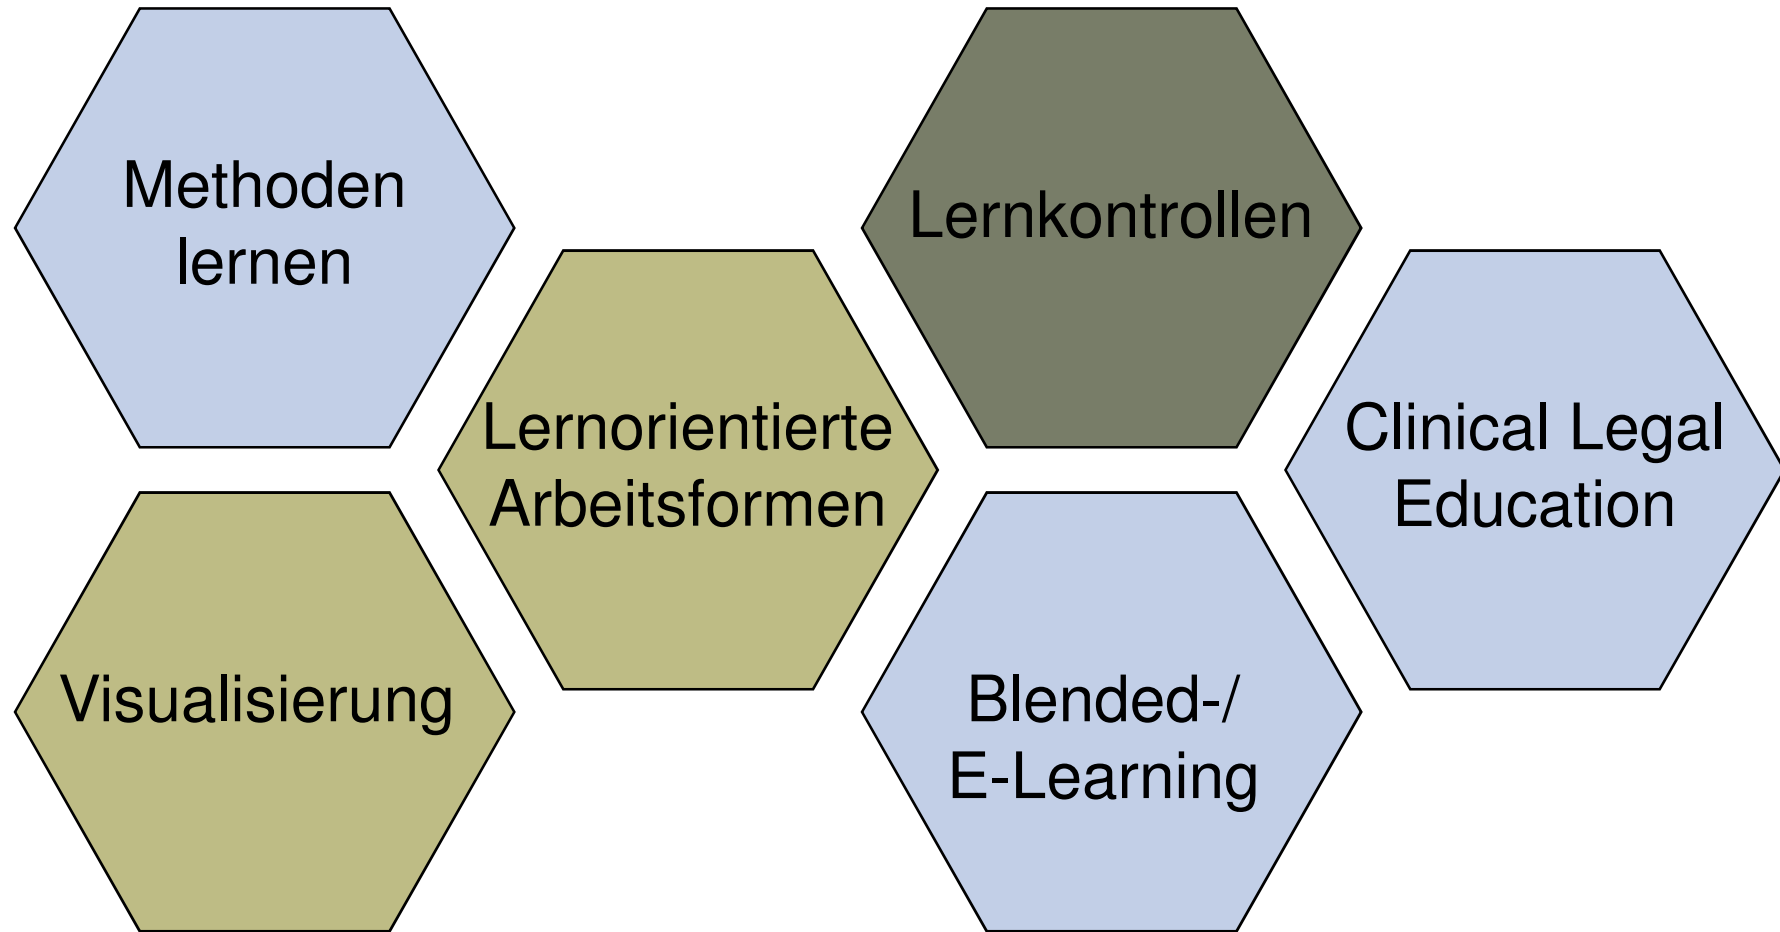 Methoden
lernen
Lernkontrollen
Lernorientierte
Arbeitsformen
Clinical Legal
Education
Visualisierung
Blended-/
E-Learning